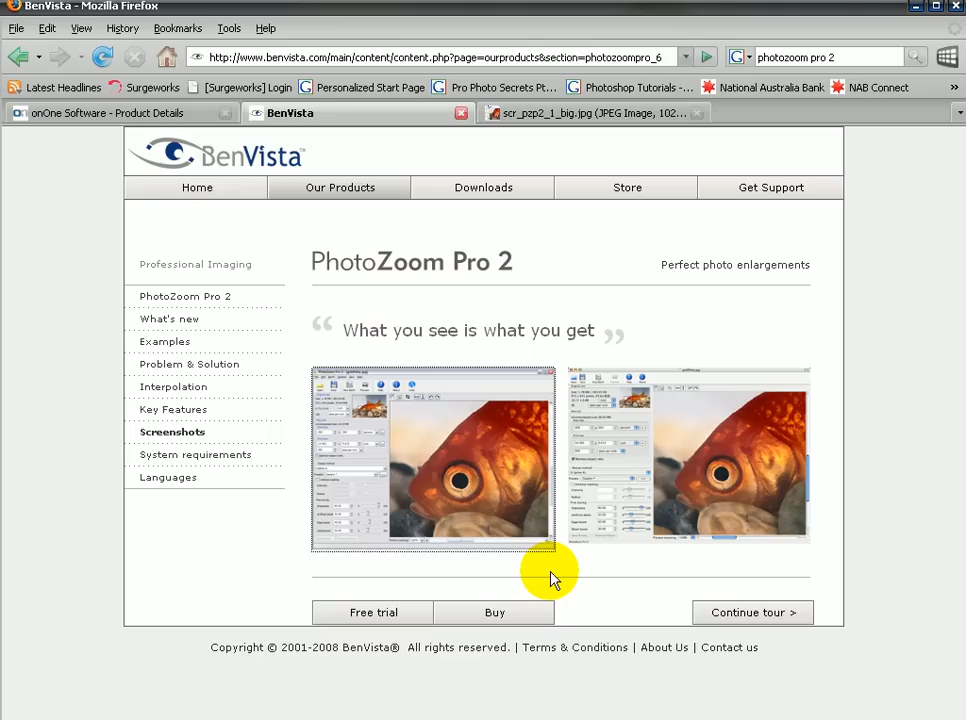 BenVista - Mozilla Firefox
File Edit View History Bookmarks Tools Help
http://www.benvista.com/main/content/content.php?page=ourproducts&section=photozoompro_6
photozoom pro 2
Latest Headlines Surgeworks [Surgeworks] Login Personalized Start Page Pro Photo Secrets Pt... Photoshop Tutorials -... National Australia Bank NAB Connect »
onOne Software - Product Details
BenVista
scr_pzp2_1_big.jpg (JPEG Image, 102...
BenVista™
Home Our Products Downloads Store Get Support
Professional Imaging
PhotoZoom Pro 2
What's new
Examples
Problem & Solution
Interpolation
Key Features
Screenshots
System requirements
Languages
PhotoZoom Pro 2
Perfect photo enlargements
“ What you see is what you get ”
Free trial Buy Continue tour >
Copyright © 2001-2008 BenVista® All rights reserved. | Terms & Conditions | About Us | Contact us